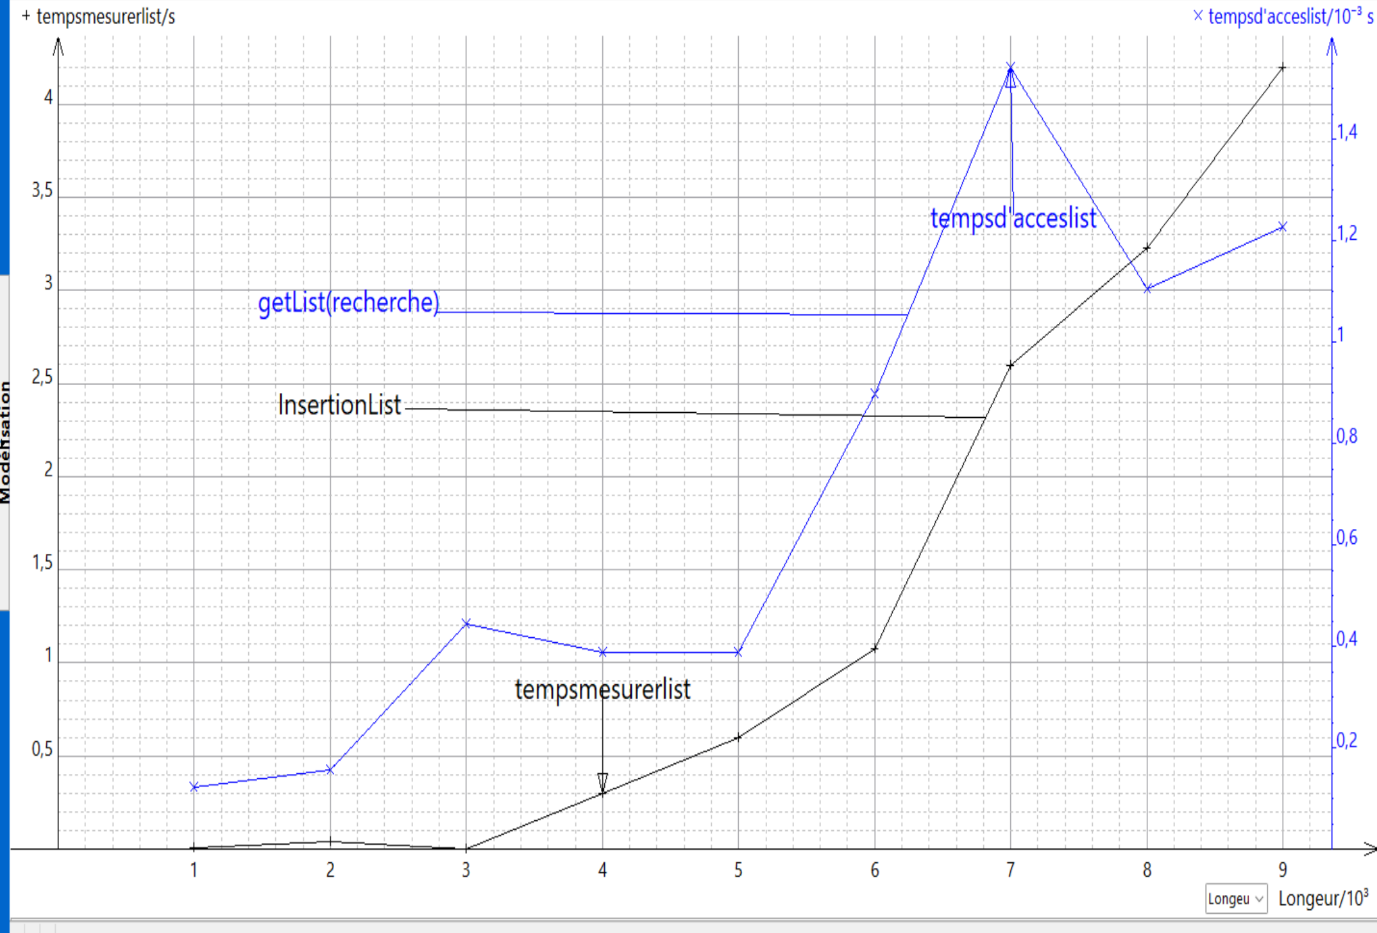 + tempsmesurerlist/s
× tempsd'acceslist/10⁻³ s
4
3,5
3
2,5
2
1,5
1
0,5
1,4
1,2
1
0,8
0,6
0,4
0,2
tempsd'acceslist
getList(recherche)
InsertionList
tempsmesurerlist
Modélisation
1 2 3 4 5 6 7 8 9
Longeu
Longeur/10³